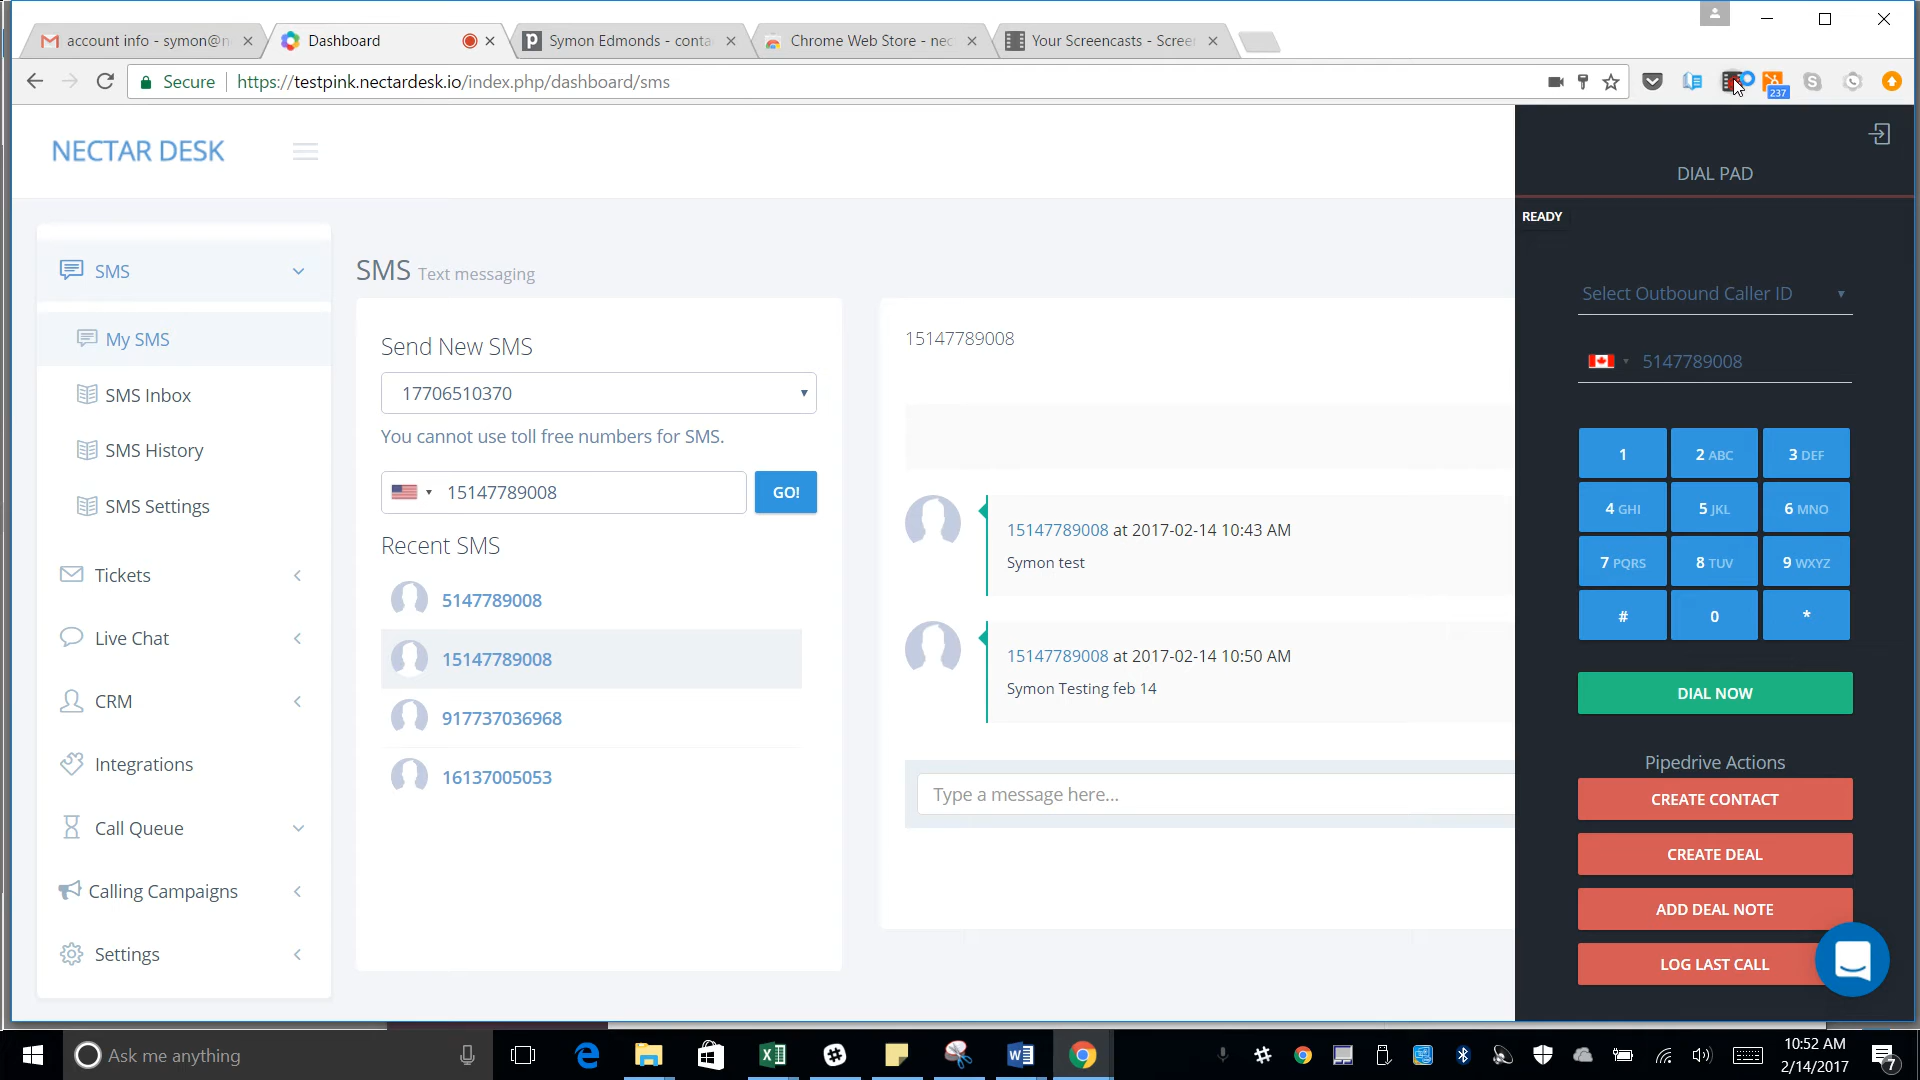 account info - symon@n
Dashboard
Symon Edmonds - conta
Chrome Web Store - nec
Your Screencasts - Screen
Secure
https://testpink.nectardesk.io/index.php/dashboard/sms
237
NECTAR DESK
DIAL PAD
READY
SMS
My SMS
SMS Inbox
SMS History
SMS Settings
Tickets
Live Chat
CRM
Integrations
Call Queue
Calling Campaigns
Settings
SMS Text messaging
Send New SMS
17706510370
You cannot use toll free numbers for SMS.
15147789008
GO!
Recent SMS
5147789008
15147789008
917737036968
16137005053
15147789008
15147789008 at 2017-02-14 10:43 AM
Symon test
15147789008 at 2017-02-14 10:50 AM
Symon Testing feb 14
Type a message here...
Select Outbound Caller ID
5147789008
1
2 ABC
3 DEF
4 GHI
5 JKL
6 MNO
7 PQRS
8 TUV
9 WXYZ
#
0
*
DIAL NOW
Pipedrive Actions
CREATE CONTACT
CREATE DEAL
ADD DEAL NOTE
LOG LAST CALL
Ask me anything
10:52 AM
2/14/2017
7